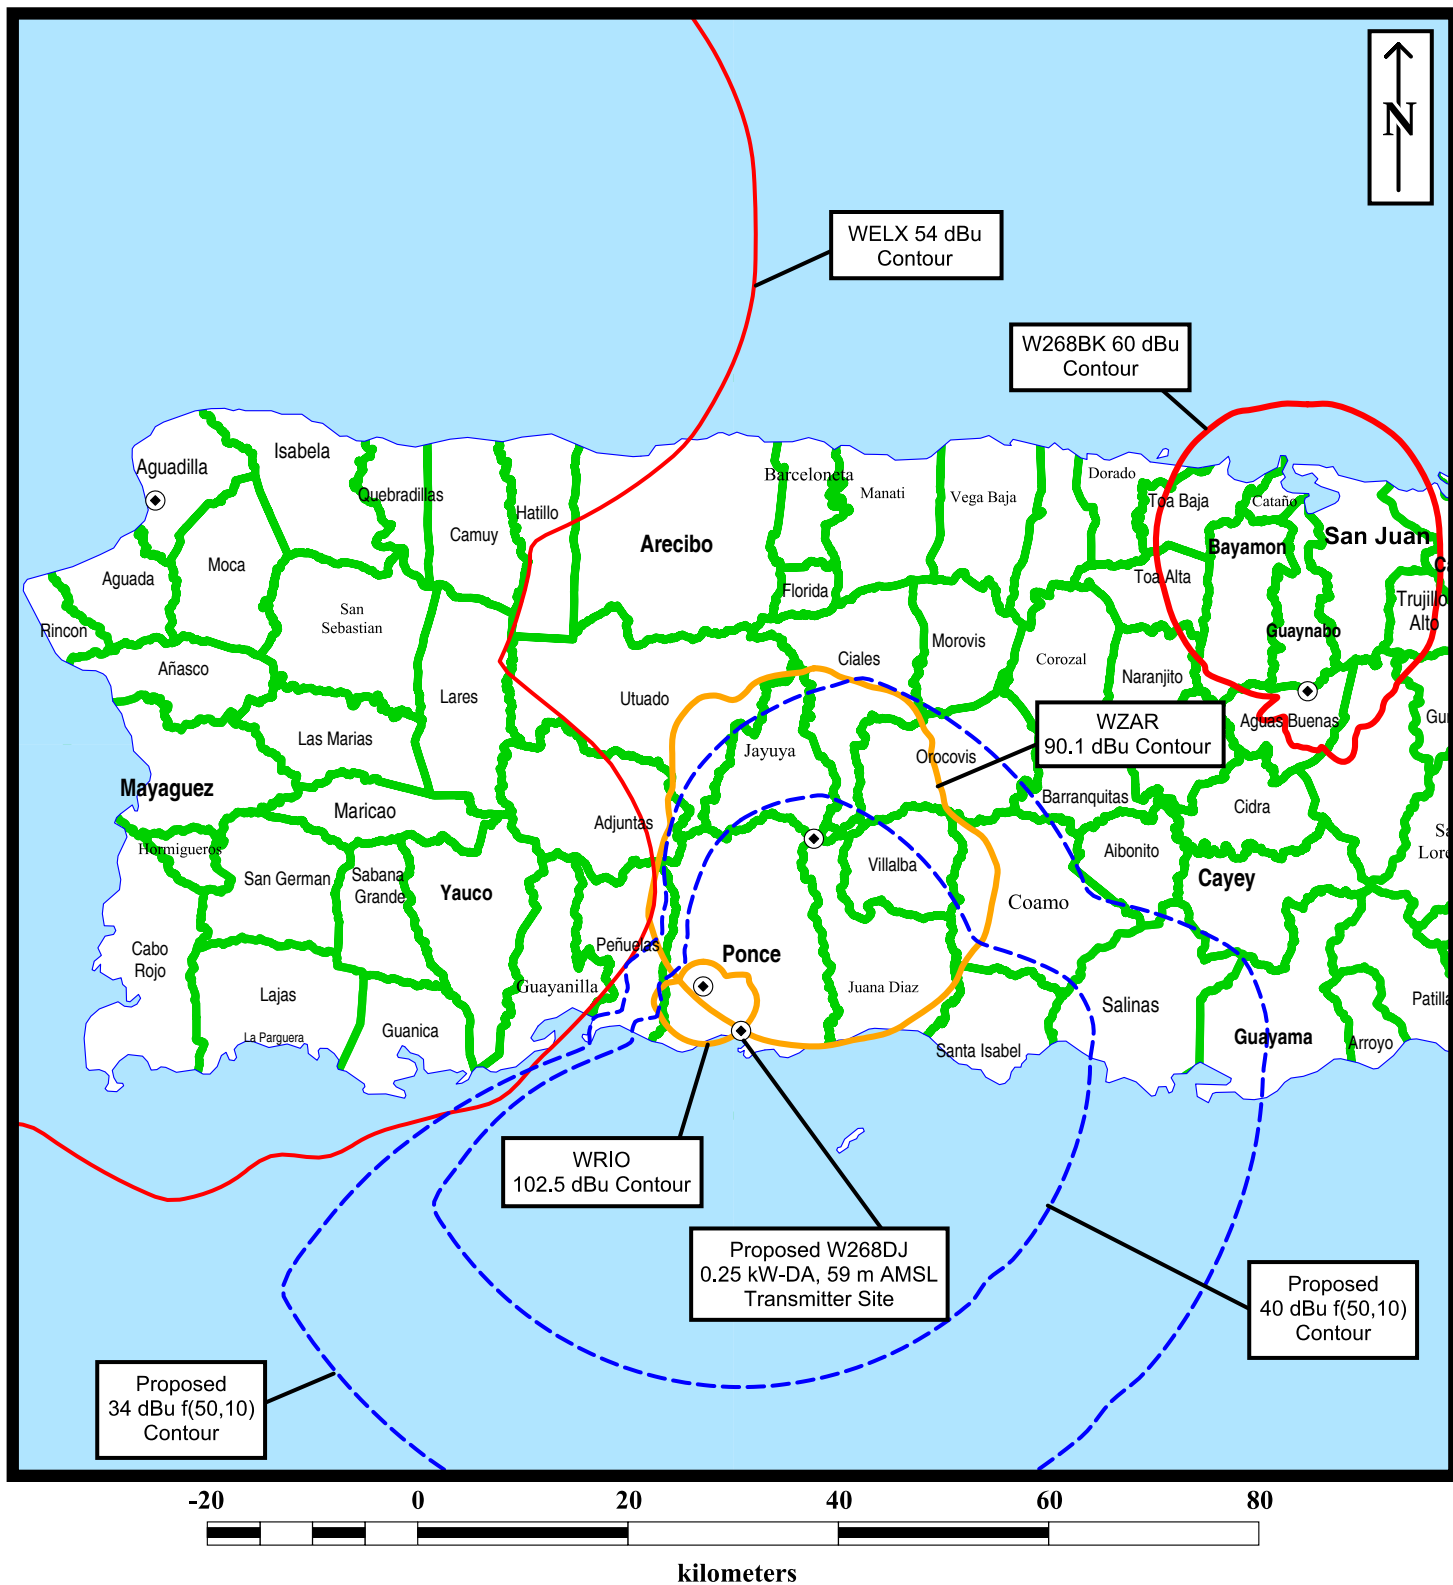 N
WELX 54 dBu
Contour
W268BK 60 dBu
Contour
Isabela
Aguadilla
Quebradillas
Camuy
Hatillo
Arecibo
Barceloneta
Manati
Vega Baja
Dorado
Toa Baja
Cataño
San Juan
Bayamon
Moca
Aguada
Rincon
San
Sebastian
Florida
Toa Alta
Trujillo
Alto
Guaynabo
Añasco
Lares
Utuado
Ciales
Morovis
Corozal
Naranjito
Aguas Buenas
WZAR
90.1 dBu Contour
Las Marias
Jayuya
Orocovis
Mayaguez
Maricao
Adjuntas
Barranquitas
Cidra
Hormigueros
San German
Sabana
Grande
Yauco
Villalba
Aibonito
Cayey
Coamo
Cabo
Rojo
Peñuelas
Ponce
Lajas
Guayanilla
Juana Diaz
Salinas
La Parguera
Guanica
Santa Isabel
Guayama
Arroyo
WRIO
102.5 dBu Contour
Proposed W268DJ
0.25 kW-DA, 59 m AMSL
Transmitter Site
Proposed
40 dBu f(50,10)
Contour
Proposed
34 dBu f(50,10)
Contour
-20 0 20 40 60 80
kilometers